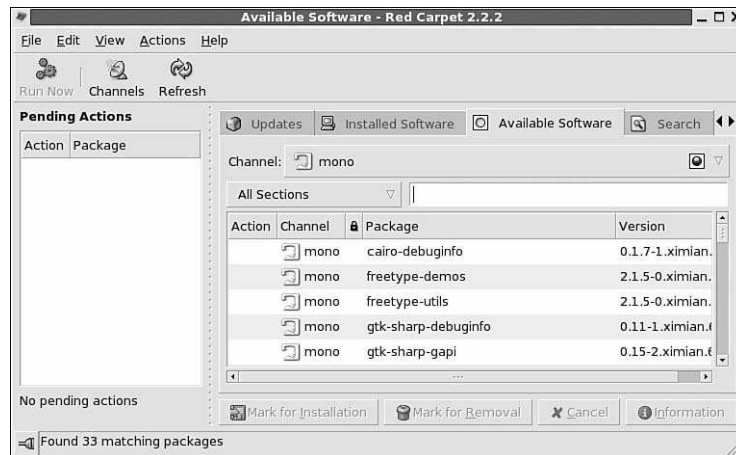 Available Software - Red Carpet 2.2.2
File Edit View Actions Help
Run Now Channels Refresh
Pending Actions
Action Package
No pending actions
Updates Installed Software Available Software Search
Channel: mono
All Sections
Action Channel Package Version
mono cairo-debuginfo 0.1.7-1.ximian.
mono freetype-demos 2.1.5-0.ximian.
mono freetype-utils 2.1.5-0.ximian.
mono gtk-sharp-debuginfo 0.11-1.ximian.6
mono gtk-sharp-gapi 0.15-2.ximian.6
Mark for Installation Mark for Removal Cancel Information
Found 33 matching packages